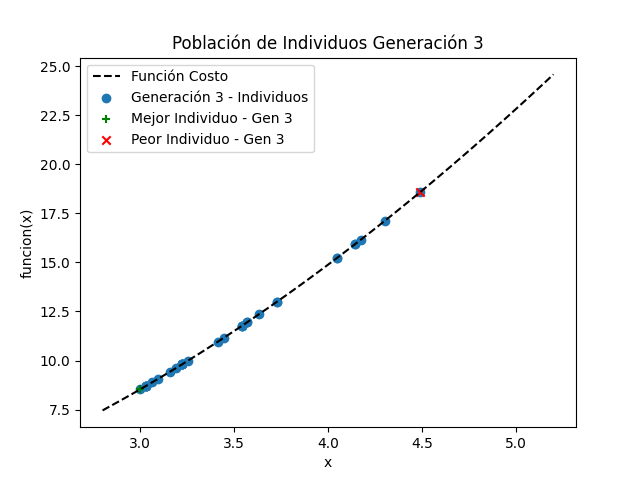 Población de Individuos Generación 3
25.0
22.5
20.0
17.5
15.0
12.5
10.0
7.5
funcion(x)
Función Costo
Generación 3 - Individuos
Mejor Individuo - Gen 3
Peor Individuo - Gen 3
3.0 3.5 4.0 4.5 5.0
x